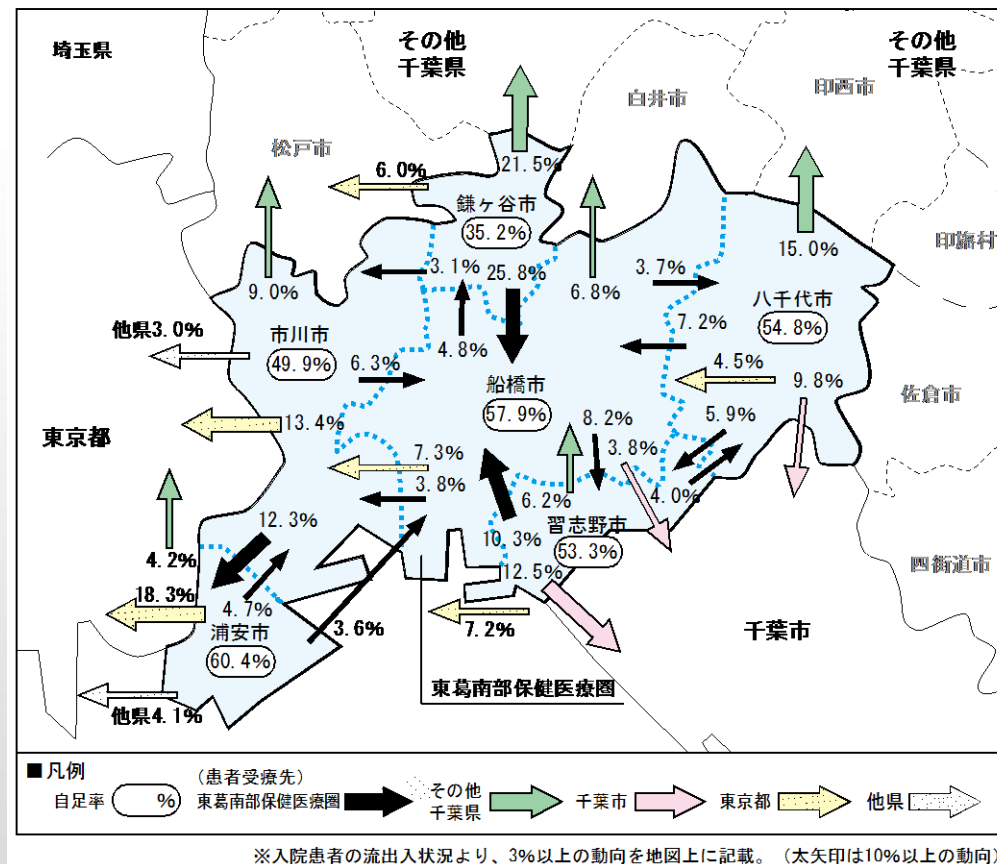 埼玉県
その他
千葉県
その他
千葉県
印西市
白井市
松戸市
6.0%
21.5%
鎌ヶ谷市
35.2%
15.0%
印旛村
9.0%
3.1%
25.8%
6.8%
3.7%
八千代市
54.8%
他県3.0%
市川市
49.9%
6.3%
4.8%
7.2%
4.5%
9.8%
船橋市
57.9%
佐倉市
東京都
13.4%
8.2%
5.9%
7.3%
3.8%
3.8%
4.0%
6.2%
習志野市
53.3%
12.3%
10.3%
12.5%
4.2%
四街道市
18.3%
4.7%
3.6%
7.2%
浦安市
60.4%
千葉市
東葛南部保健医療圏
他県4.1%
■凡例
自足率 %
(患者受療先)
東葛南部保健医療圏
その他
千葉県
千葉市
東京都
他県
※入院患者の流出入状況より、3%以上の動向を地図上に記載。（太矢印は10%以上の動向）